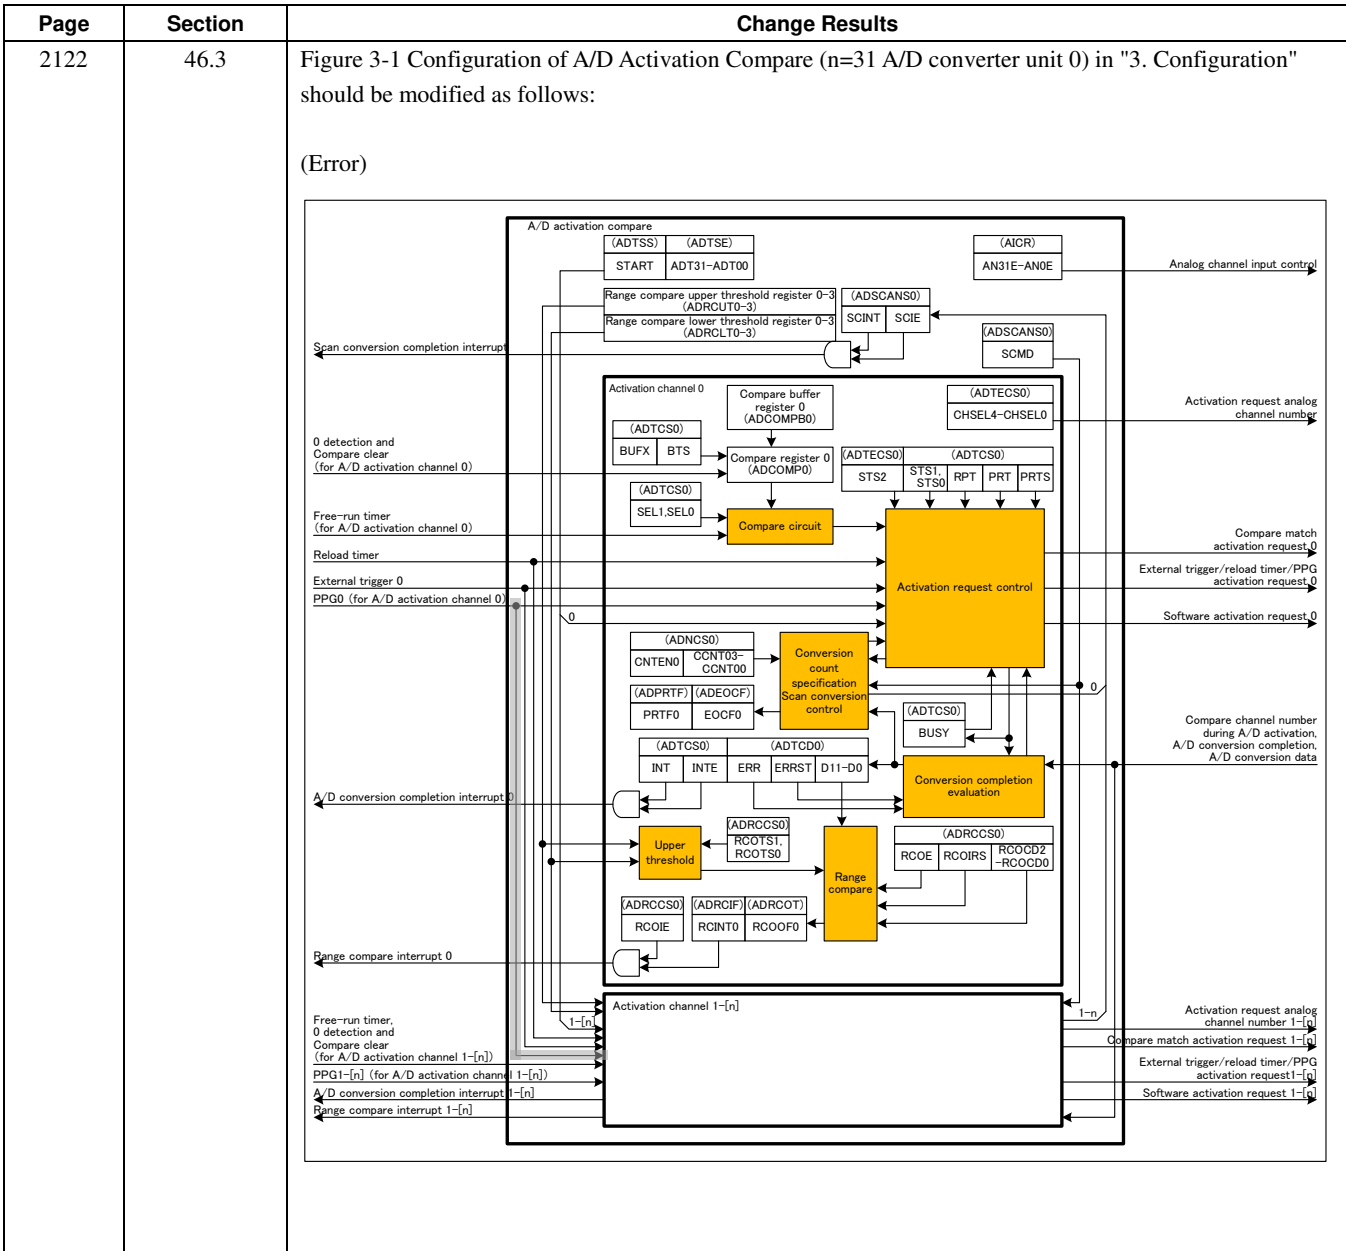 Page Section Change Results
2122 46.3 Figure 3-1 Configuration of A/D Activation Compare (n=31 A/D converter unit 0) in "3. Configuration"
should be modified as follows:
(Error)
A/D activation compare
(ADTSS) (ADTSE) (AICR)
START ADT31-ADT00 AN31E-AN0E Analog channel input control
Range compare upper threshold register 0-3
(ADRCUT0-3)
Range compare lower threshold register 0-3
(ADRCLT0-3)
(ADSCANS0)
SCINT SCIE
(ADSCANS0)
SCMD
Scan conversion completion interrupt
Activation channel 0
Compare buffer
register 0
(ADCOMPB0)
(ADTECS0)
CHSEL4-CHSEL0
Activation request analog
channel number
(ADTCS0)
BUFX BTS
Compare register 0
(ADCOMP0)
0 detection and
Compare clear
(for A/D activation channel 0)
(ADTECS0) (ADTCS0)
STS2 STS1,
STS0 RPT PRT PRTS
(ADTCS0)
SEL1,SEL0
Compare circuit
Free-run timer
(for A/D activation channel 0)
Reload timer
External trigger 0
PPG0 (for A/D activation channel 0)
0
Activation request control
Compare match
activation request 0
External trigger/reload timer/PPG
activation request 0
Software activation request 0
(ADNCS0)
CNTEN0 CCNT03-
CCNT00
Conversion
count
specification
Scan conversion
control
0
(ADPRTF) (ADEOCF)
PRTF0 EOCF0
(ADTCS0)
BUSY
Compare channel number
during A/D activation,
A/D conversion completion,
A/D conversion data
(ADTCS0) (ADTCD0)
INT INTE ERR ERRST D11-D0
Conversion completion
evaluation
A/D conversion completion interrupt 0
Upper
threshold
(ADRCCS0)
RCOTS1,
RCOTS0
Range
compare
(ADRCCS0)
RCOE RCOIRS RCOCD2
-RCOCD0
(ADRCCS0) (ADRCIF) (ADRCOT)
RCOIE RCINT0 RCOOF0
Range compare interrupt 0
Activation channel 1-[n]
1-[n]
1-n
Free-run timer,
0 detection and
Compare clear
(for A/D activation channel 1-[n])
PPG1-[n] (for A/D activation channel 1-[n])
A/D conversion completion interrupt 1-[n]
Range compare interrupt 1-[n]
Activation request analog
channel number 1-[n]
Compare match activation request 1-[n]
External trigger/reload timer/PPG
activation request1-[n]
Software activation request 1-[n]